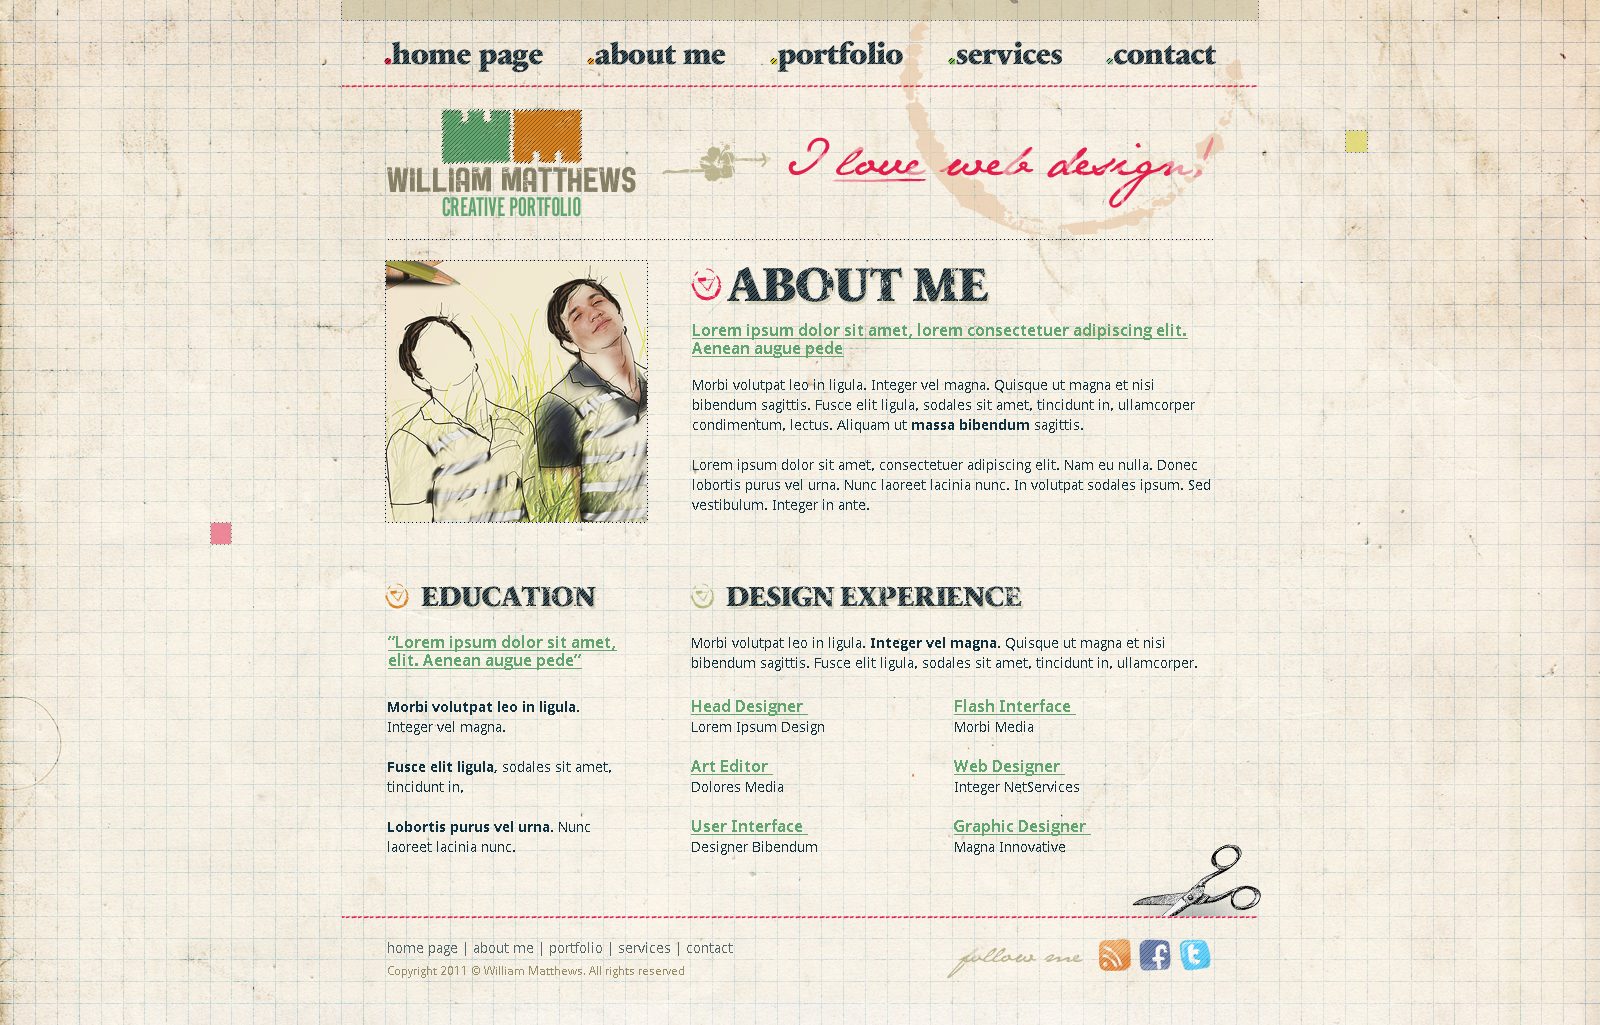 home page about me portfolio services contact
WILLIAM MATTHEWS
CREATIVE PORTFOLIO
I love web design!
ABOUT ME
Lorem ipsum dolor sit amet, lorem consectetuer adipiscing elit.
Aenean augue pede
Morbi volutpat leo in ligula. Integer vel magna. Quisque ut magna et nisi
bibendum sagittis. Fusce elit ligula, sodales sit amet, tincidunt in, ullamcorper
condimentum, lectus. Aliquam ut massa bibendum sagittis.
Lorem ipsum dolor sit amet, consectetuer adipiscing elit. Nam eu nulla. Donec
lobortis purus vel urna. Nunc laoreet lacinia nunc. In volutpat sodales ipsum. Sed
vestibulum. Integer in ante.
EDUCATION
“Lorem ipsum dolor sit amet,
elit. Aenean augue pede”
Morbi volutpat leo in ligula.
Integer vel magna.
Fusce elit ligula, sodales sit amet,
tincidunt in,
Lobortis purus vel urna. Nunc
laoreet lacinia nunc.
DESIGN EXPERIENCE
Morbi volutpat leo in ligula. Integer vel magna. Quisque ut magna et nisi
bibendum sagittis. Fusce elit ligula, sodales sit amet, tincidunt in, ullamcorper.
Head Designer
Lorem Ipsum Design
Art Editor
Dolores Media
User Interface
Designer Bibendum
Flash Interface
Morbi Media
Web Designer
Integer NetServices
Graphic Designer
Magna Innovative
home page | about me | portfolio | services | contact
Copyright 2011 © William Matthews. All rights reserved
follow me